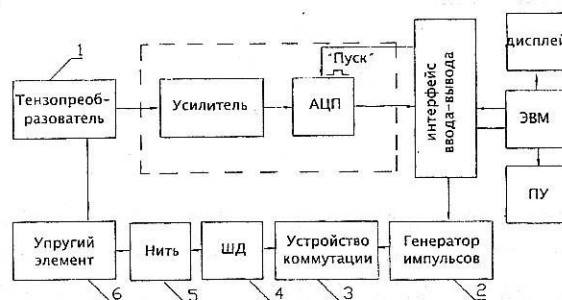 1
"Пуск"
дисплей
Тензопреоб-
разователь
Усилитель
АЦП
интерфейс
ввода-вывода
ЭВМ
ПУ
Упругий
элемент
Нить
ШД
Устройство
коммутации
Генератор
импульсов
6
5
4
3
2